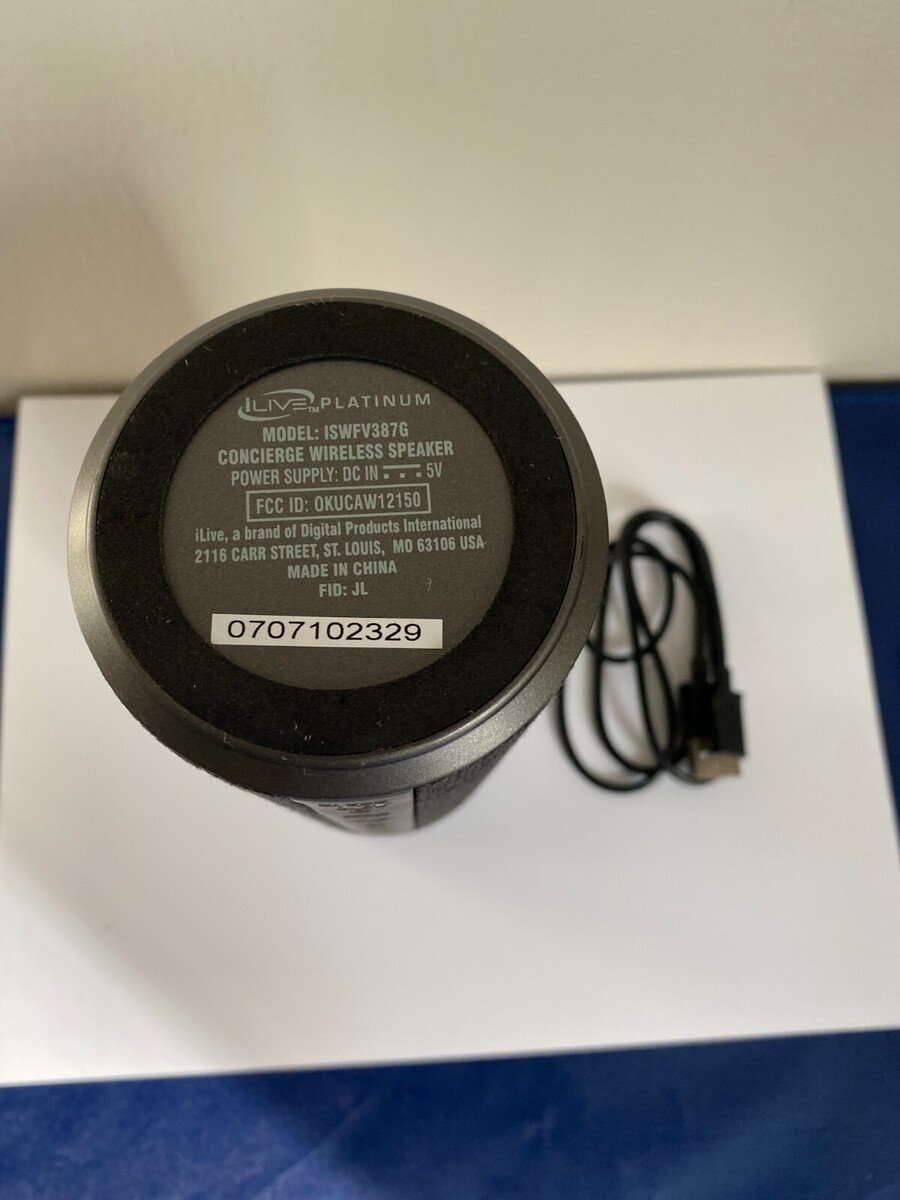 iLIVE™ PLATINUM
MODEL: ISWFV387G
CONCIERGE WIRELESS SPEAKER
POWER SUPPLY: DC IN 5V
FCC ID: OKUCAW12150
iLive, a brand of Digital Products International
2116 CARR STREET, ST. LOUIS, MO 63106 USA
MADE IN CHINA
FID: JL
0707102329